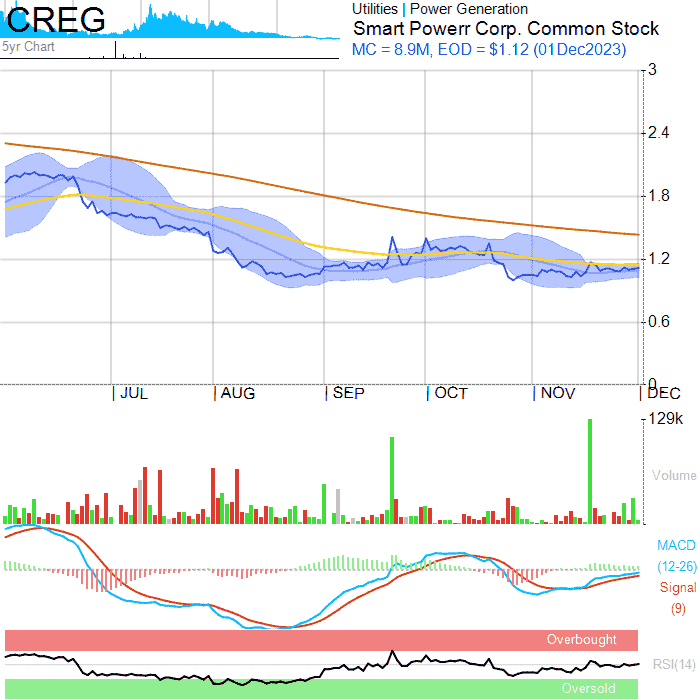 CREG
5yr Chart
Utilities | Power Generation
Smart Powerr Corp. Common Stock
MC = 8.9M, EOD = $1.12 (01Dec2023)
3
2.4
1.8
1.2
0.6
0
JUL AUG SEP OCT NOV DEC
129k
Volume
MACD
(12-26)
Signal
(9)
Overbought
RSI(14)
Oversold